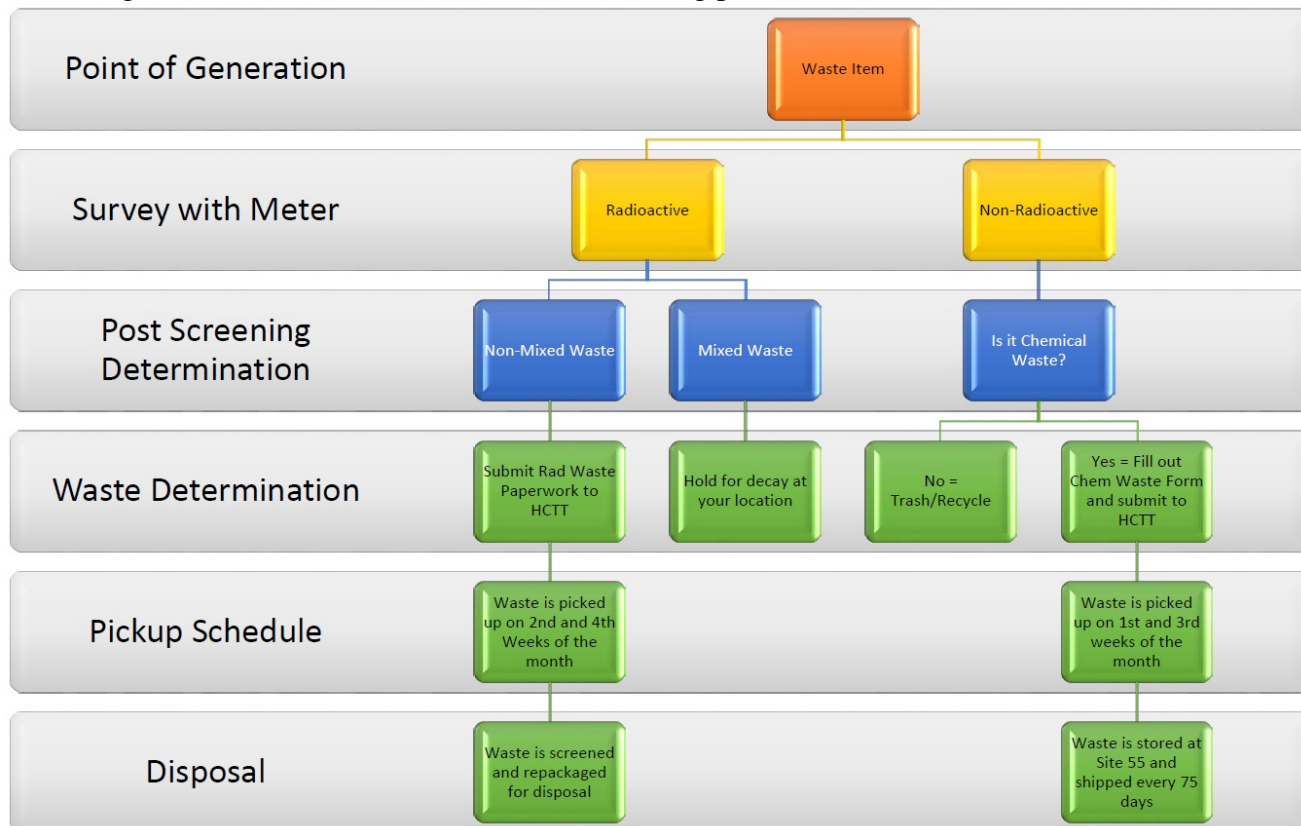 Point of Generation
Waste Item
Survey with Meter
Radioactive
Non-Radioactive
Post Screening
Determination
Non-Mixed Waste
Mixed Waste
Is it Chemical
Waste?
Waste Determination
Submit Rad Waste
Paperwork to
HCTT
Hold for decay at
your location
No =
Trash/Recycle
Yes = Fill out
Chem Waste Form
and submit to
HCTT
Pickup Schedule
Waste is picked
up on 2nd and 4th
Weeks of the
month
Waste is picked
up on 1st and 3rd
weeks of the
month
Disposal
Waste is screened
and repackaged
for disposal
Waste is stored at
Site 55 and
shipped every 75
days